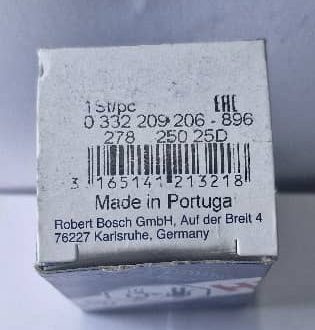 1 St/pc EAC
0 332 209 206 - 896
278 250 25D
3 165141 213218
Made in Portuga
Robert Bosch GmbH, Auf der Breit 4
76227 Karlsruhe, Germany